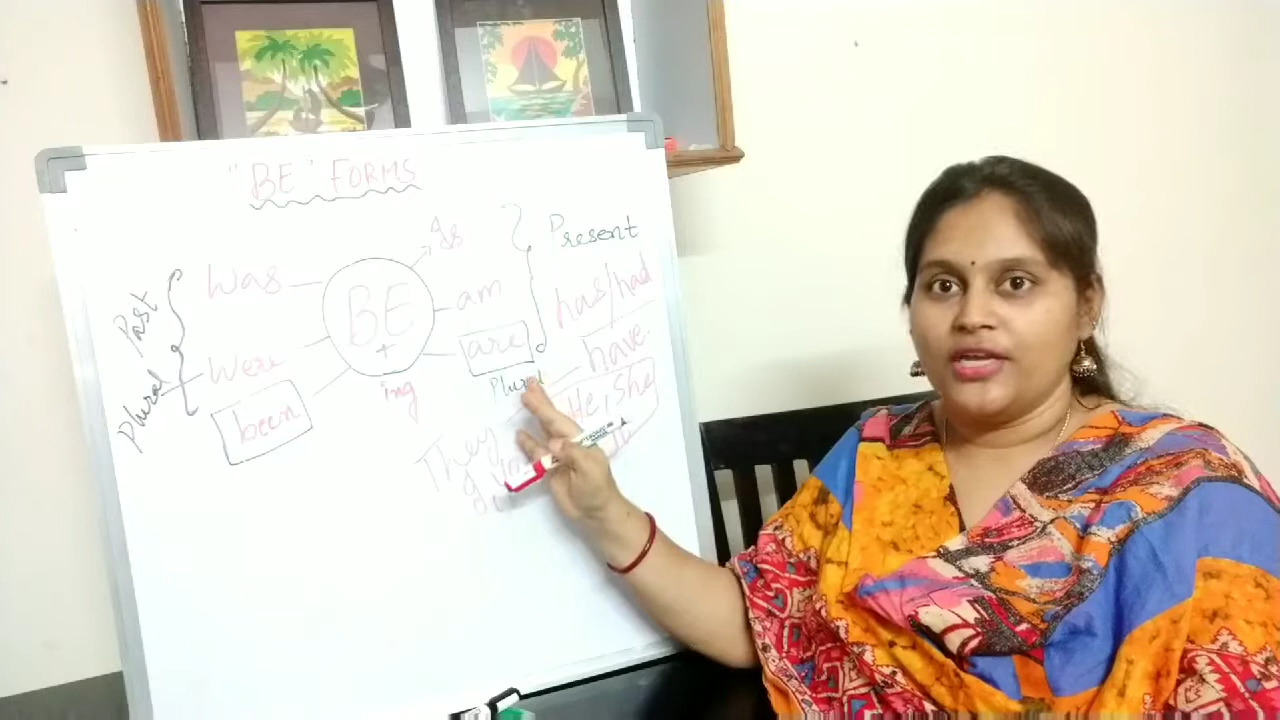 "BE" FORMS
Is
Present
was
BE
am
has/had
Past
+
are
have
were
ing
Plural
He, She
Plural
been
They